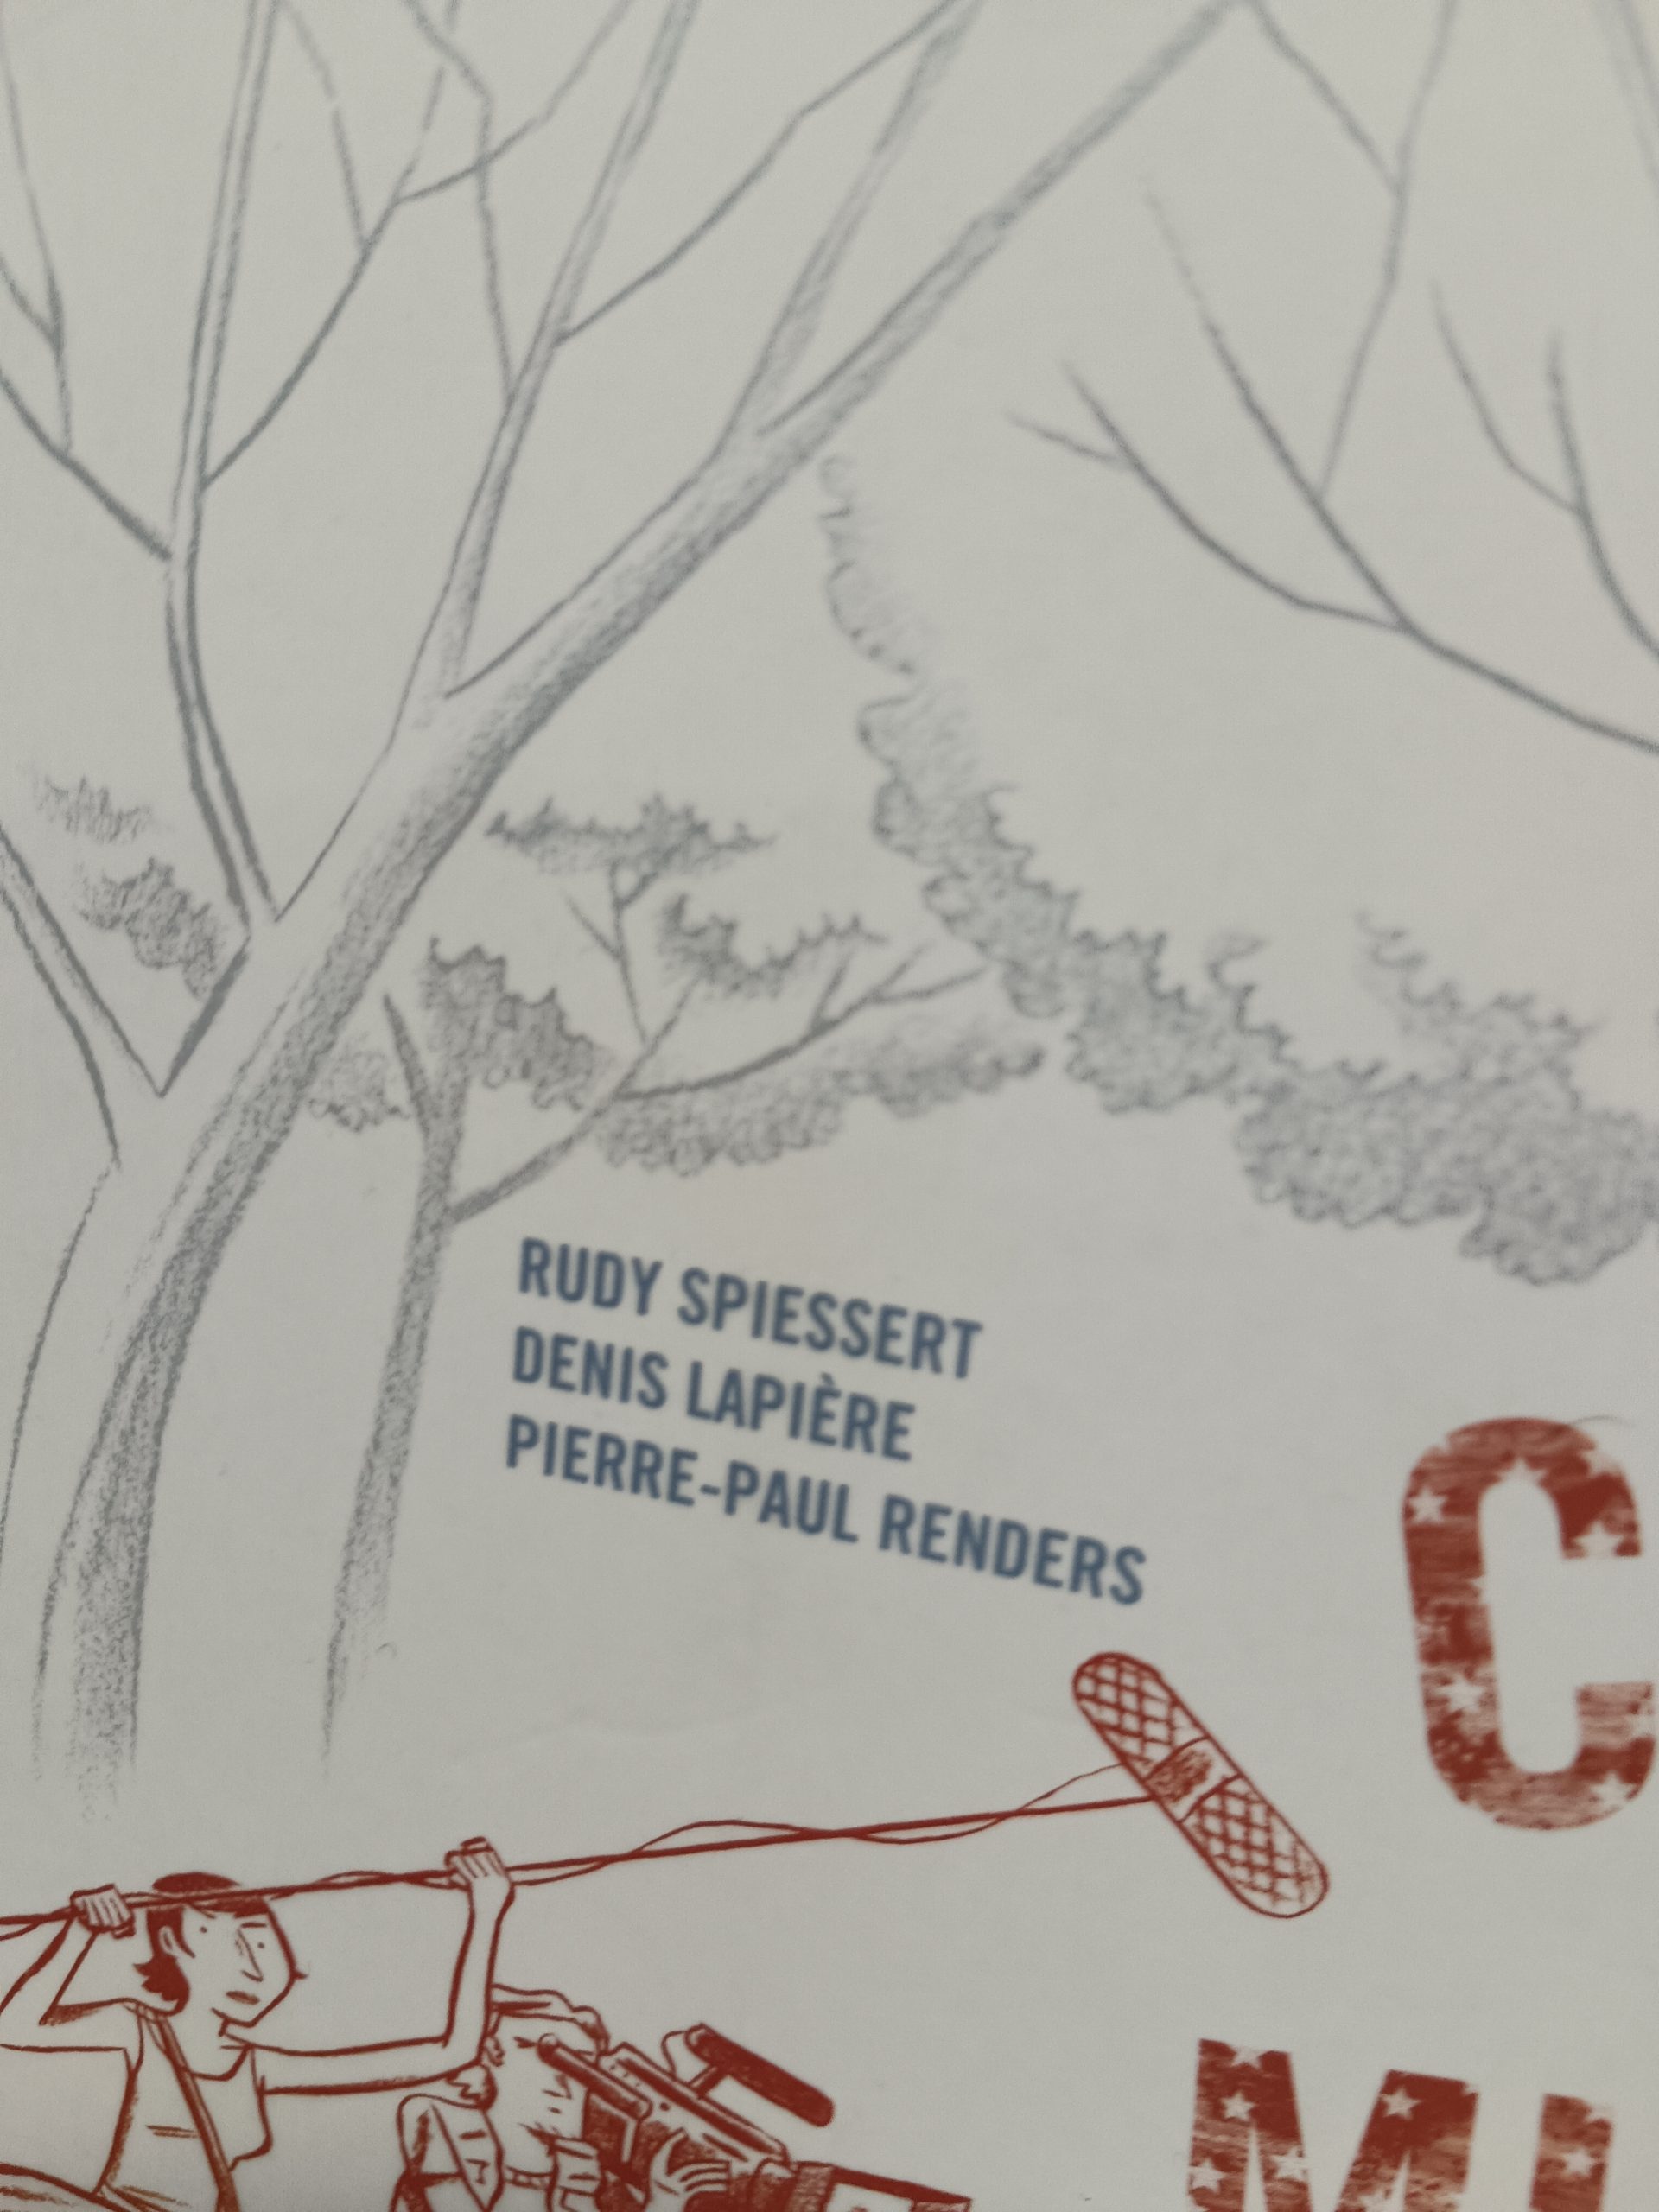 RUDY SPIESSERT
DENIS LAPIÈRE
PIERRE-PAUL RENDERS
C
M